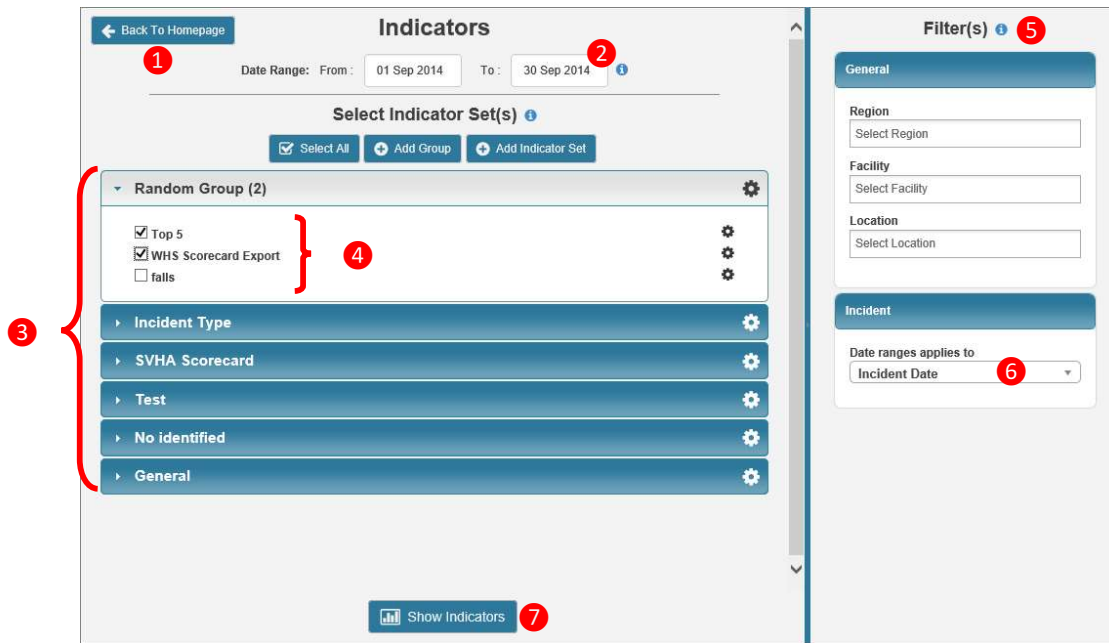 Back To Homepage
1
Indicators
Date Range: From : 01 Sep 2014 To : 30 Sep 2014
2
Select Indicator Set(s)
Select All Add Group Add Indicator Set
3
Random Group (2)
Top 5
WHS Scorecard Export
falls
4
Incident Type
SVHA Scorecard
Test
No identified
General
Show Indicators
7
Filter(s)
5
General
Region
Select Region
Facility
Select Facility
Location
Select Location
Incident
Date ranges applies to
Incident Date
6